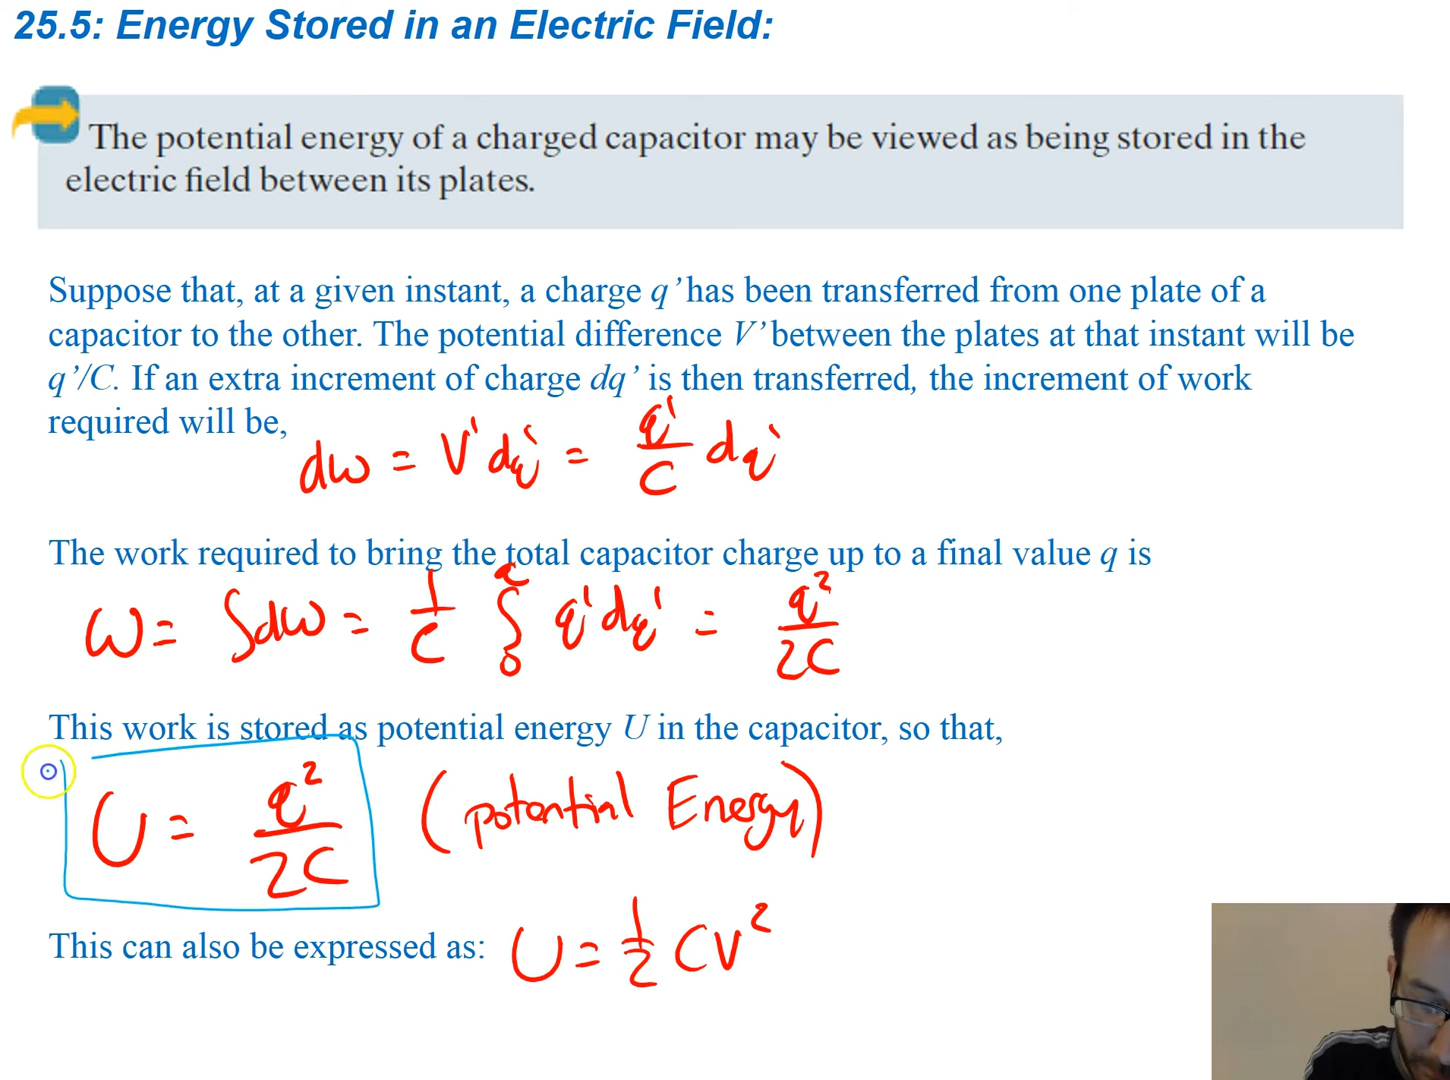 25.5: Energy Stored in an Electric Field:
The potential energy of a charged capacitor may be viewed as being stored in the
electric field between its plates.
Suppose that, at a given instant, a charge q’ has been transferred from one plate of a
capacitor to the other. The potential difference V’ between the plates at that instant will be
q’/C. If an extra increment of charge dq’ is then transferred, the increment of work
required will be,
dW = V' dq' = q'/C dq'
The work required to bring the total capacitor charge up to a final value q is
W = ∫dW = 1/C ∫₀^q q' dq' = q²/2C
This work is stored as potential energy U in the capacitor, so that,
U = q²/2C (potential Energy)
This can also be expressed as: U = 1/2 CV²